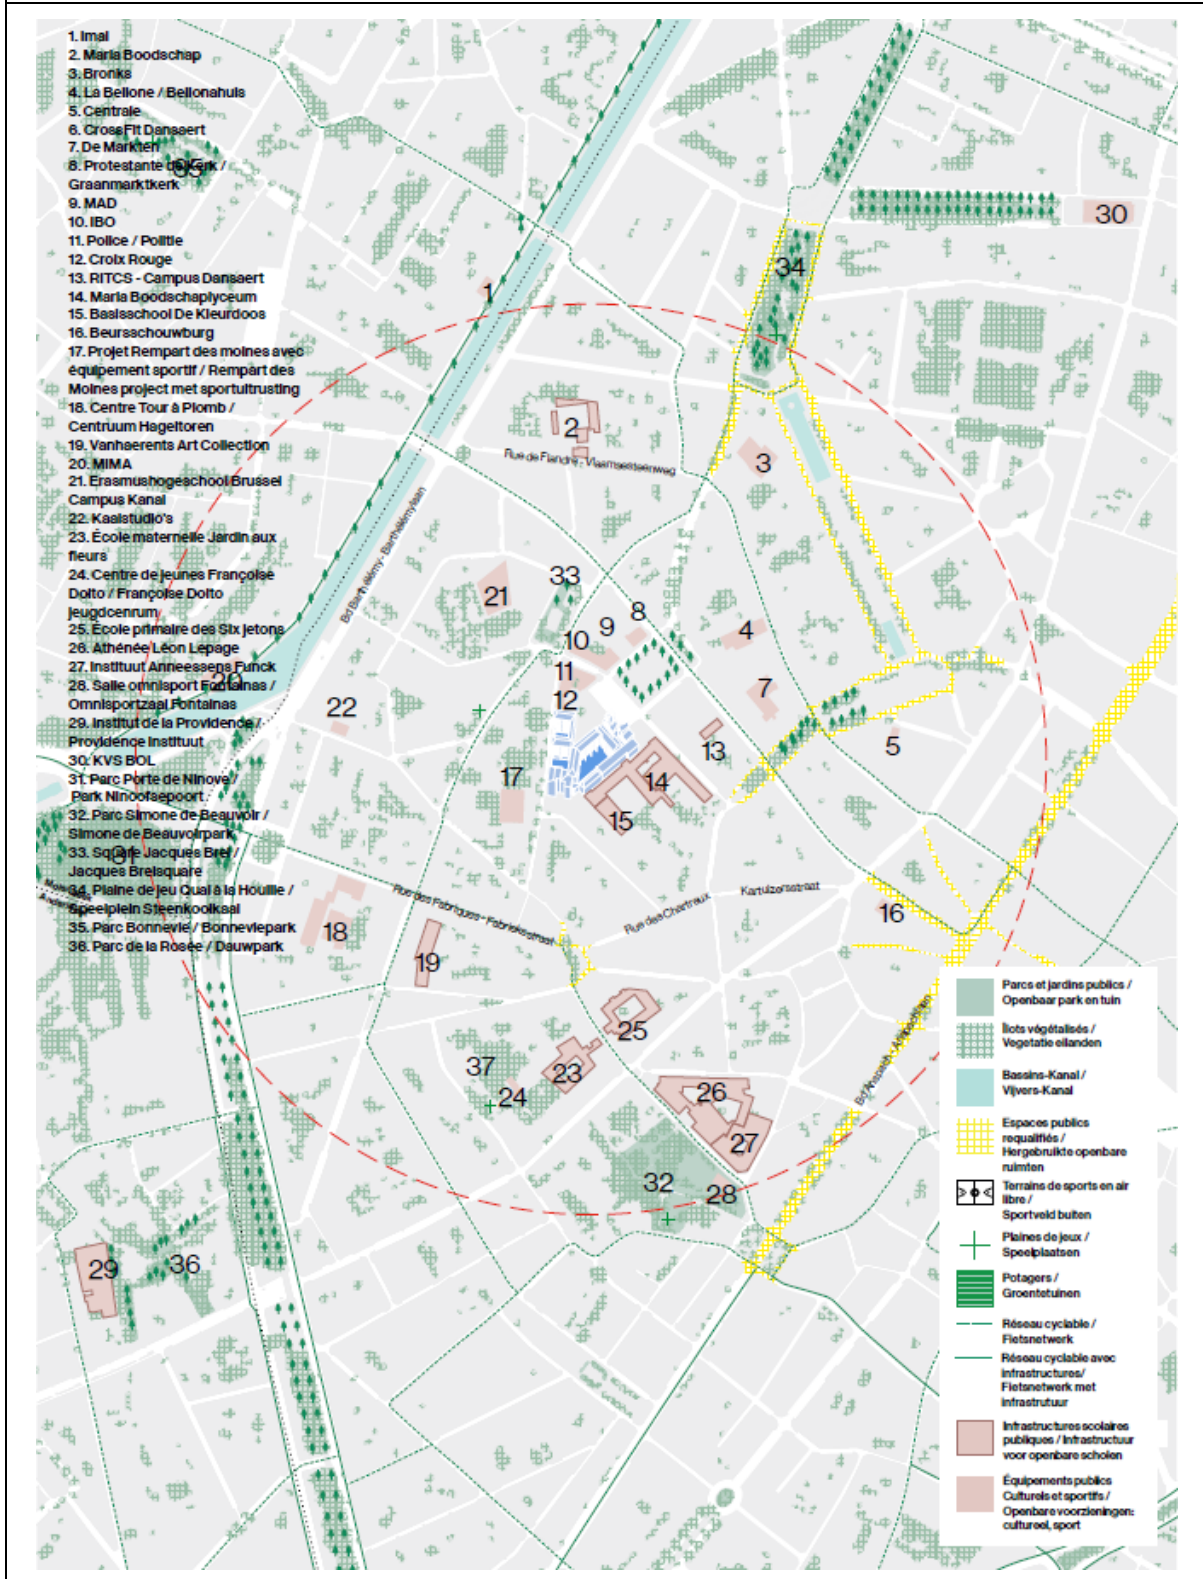 1. Imal
2. Maria Boodschap
3. Bronks
4. La Bellone / Bellonahuis
5. Centrale
6. CrossFit Dansaert
7. De Markten
8. Protestante de Kerk /
Graanmarktkerk
9. MAD
10. IBO
11. Police / Politie
12. Croix Rouge
13. RITCS - Campus Dansaert
14. Maria Boodschaplyceum
15. Basisschool De Kleurdoos
16. Beursschouwburg
17. Projet Rempart des moines avec
équipement sportif / Rempart des
Moines project met sportuitrusting
18. Centre Tour à Plomb /
Centruum Hageltoren
19. Vanhaerents Art Collection
20. MIMA
21. Erasmushogeschool Brussel
Campus Kanal
22. Kaaistudio's
23. École maternelle Jardin aux
fleurs
24. Centre de jeunes Françoise
Dolto / Françoise Dolto
jeugdcenrum
25. École primaire des Six jetons
26. Athénée Léon Lepage
27. Instituut Anneessens Funck
28. Salle omnisport Fontainas /
Omnisportzaal Fontainas
29. Institut de la Providence /
Providence Instituut
30. KVS BOL
31. Parc Porte de Ninove /
Park Ninoofsepoort
32. Parc Simone de Beauvoir /
Simone de Beauvoirpark
33. Square Jacques Brel /
Jacques Brelsquare
34. Plaine de jeu Quai à la Houille /
Speelplein Steenkoolkaai
35. Parc Bonnevie / Bonneviepark
36. Parc de la Rosée / Dauwpark
35
30
34
1
2
Rue de Flandre - Vlaamsesteenweg
3
Bd Barthélémy - Barthélémylaan
33
21
8
9
10
4
11
20
12
7
22
13
5
17
14
15
31
Kartuizersstraat
Rue des Chartreux
Rue des Fabriques - Fabrieksstraat
16
18
19
25
Bd Anspach - Anspachlaan
37
23
24
26
27
32
28
29
36
Parcs et jardins publics /
Openbaar park en tuin
Îlots végétalisés /
Vegetatie eilanden
Bassins-Kanal /
Vijvers-Kanal
Espaces publics
requalifiés /
Hergebruikte openbare
ruimten
Terrains de sports en air
libre /
Sportveld buiten
Plaines de jeux /
Speelplaatsen
Potagers /
Groentetuinen
Réseau cyclable /
Fietsnetwerk
Réseau cyclable avec
infrastructures/
Fietsnetwerk met
infrastrutuur
Infrastructures scolaires
publiques / Infrastructuur
voor openbare scholen
Équipements publics
Culturels et sportifs /
Openbare voorzieningen:
cultureel, sport